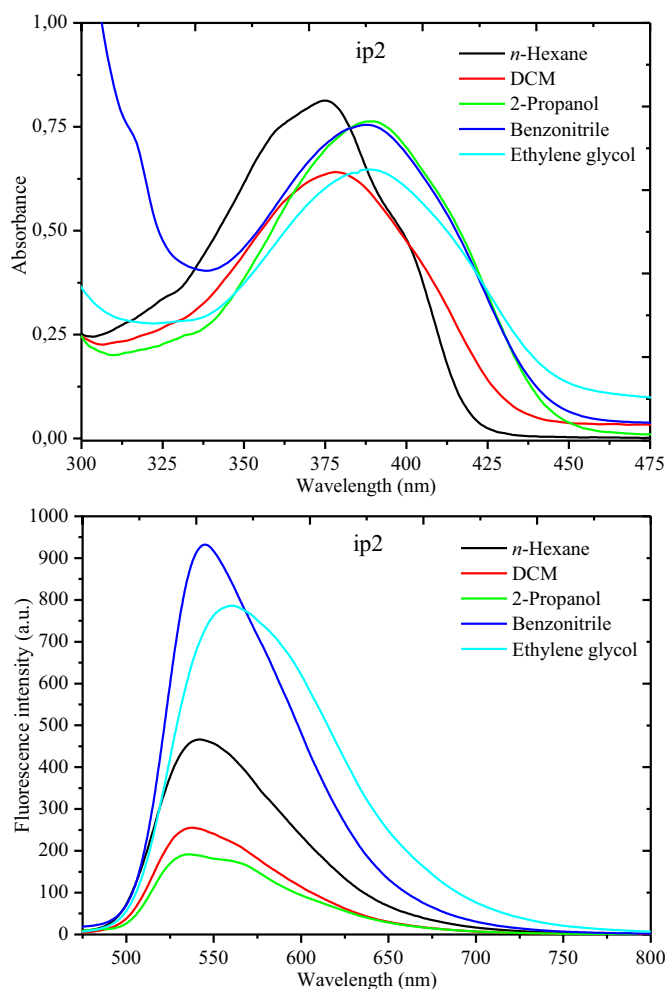 1,00
0,75
0,50
0,25
0,00
Absorbance
ip2
n-Hexane
DCM
2-Propanol
Benzonitrile
Ethylene glycol
300 325 350 375 400 425 450 475
Wavelength (nm)
1000
900
800
700
600
500
400
300
200
100
0
Fluorescence intensity (a.u.)
ip2
n-Hexane
DCM
2-Propanol
Benzonitrile
Ethylene glycol
500 550 600 650 700 750 800
Wavelength (nm)